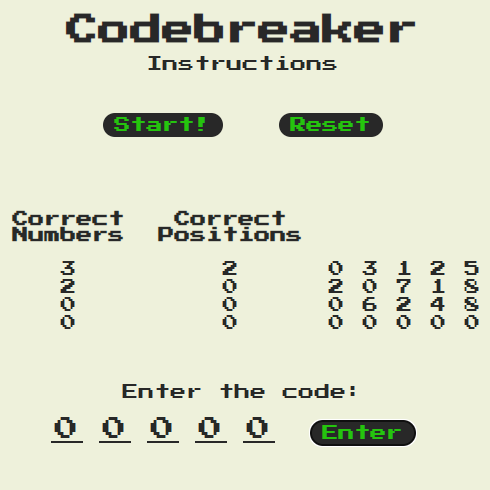 Codebreaker
Instructions
Start! Reset
Correct Numbers Correct Positions
3 2 0 3 1 2 5
2 0 2 0 7 1 8
0 0 0 6 2 4 8
0 0 0 0 0 0 0
Enter the code:
0 0 0 0 0 Enter